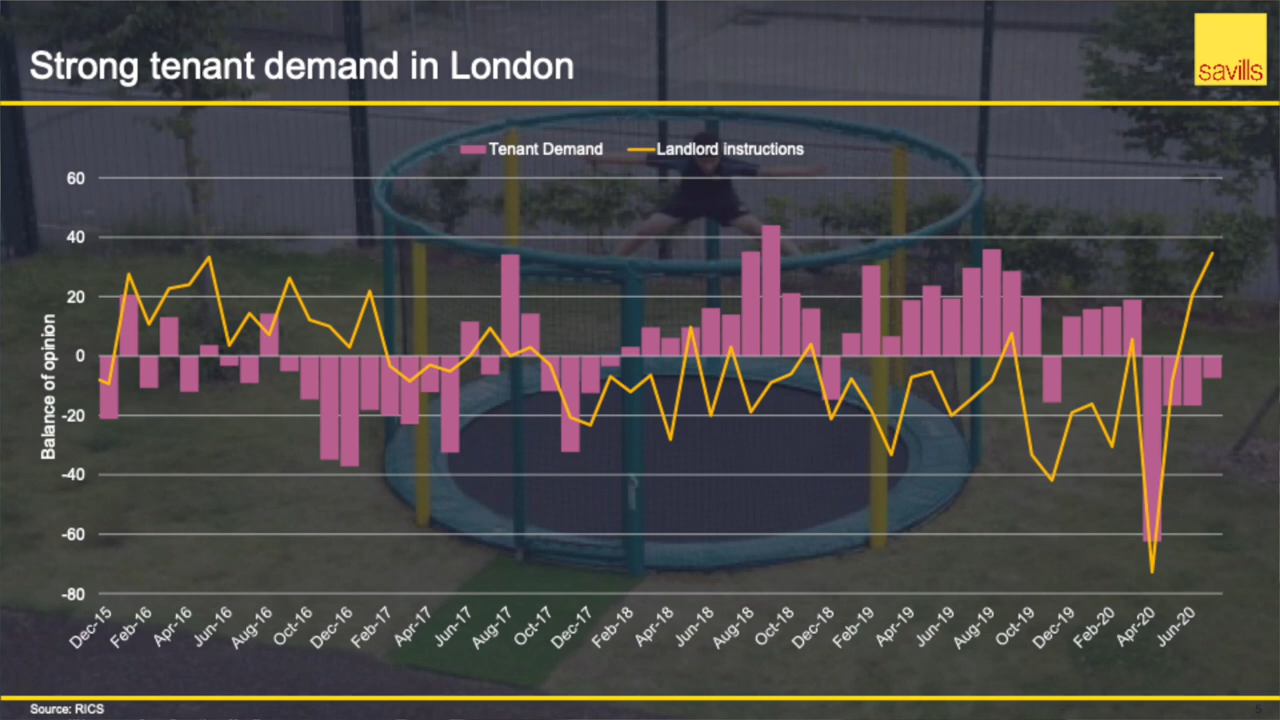 Strong tenant demand in London
savills
Tenant Demand Landlord instructions
60
40
20
0
-20
-40
-60
-80
Balance of opinion
Dec-15 Feb-16 Apr-16 Jun-16 Aug-16 Oct-16 Dec-16 Feb-17 Apr-17 Jun-17 Aug-17 Oct-17 Dec-17 Feb-18 Apr-18 Jun-18 Aug-18 Oct-18 Dec-18 Feb-19 Apr-19 Jun-19 Aug-19 Oct-19 Dec-19 Feb-20 Apr-20 Jun-20
Source: RICS
5